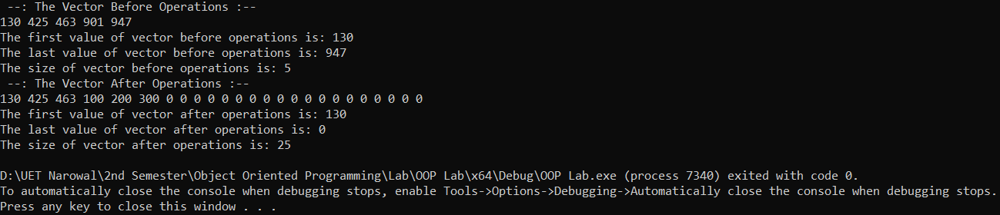 --: The Vector Before Operations :--
130 425 463 901 947
The first value of vector before operations is: 130
The last value of vector before operations is: 947
The size of vector before operations is: 5
 --: The Vector After Operations :--
130 425 463 100 200 300 0 0 0 0 0 0 0 0 0 0 0 0 0 0 0 0 0 0 0
The first value of vector after operations is: 130
The last value of vector after operations is: 0
The size of vector after operations is: 25

D:\UET Narowal\2nd Semester\Object Oriented Programming\Lab\OOP Lab\x64\Debug\OOP Lab.exe (process 7340) exited with code 0.
To automatically close the console when debugging stops, enable Tools->Options->Debugging->Automatically close the console when debugging stops.
Press any key to close this window . . .